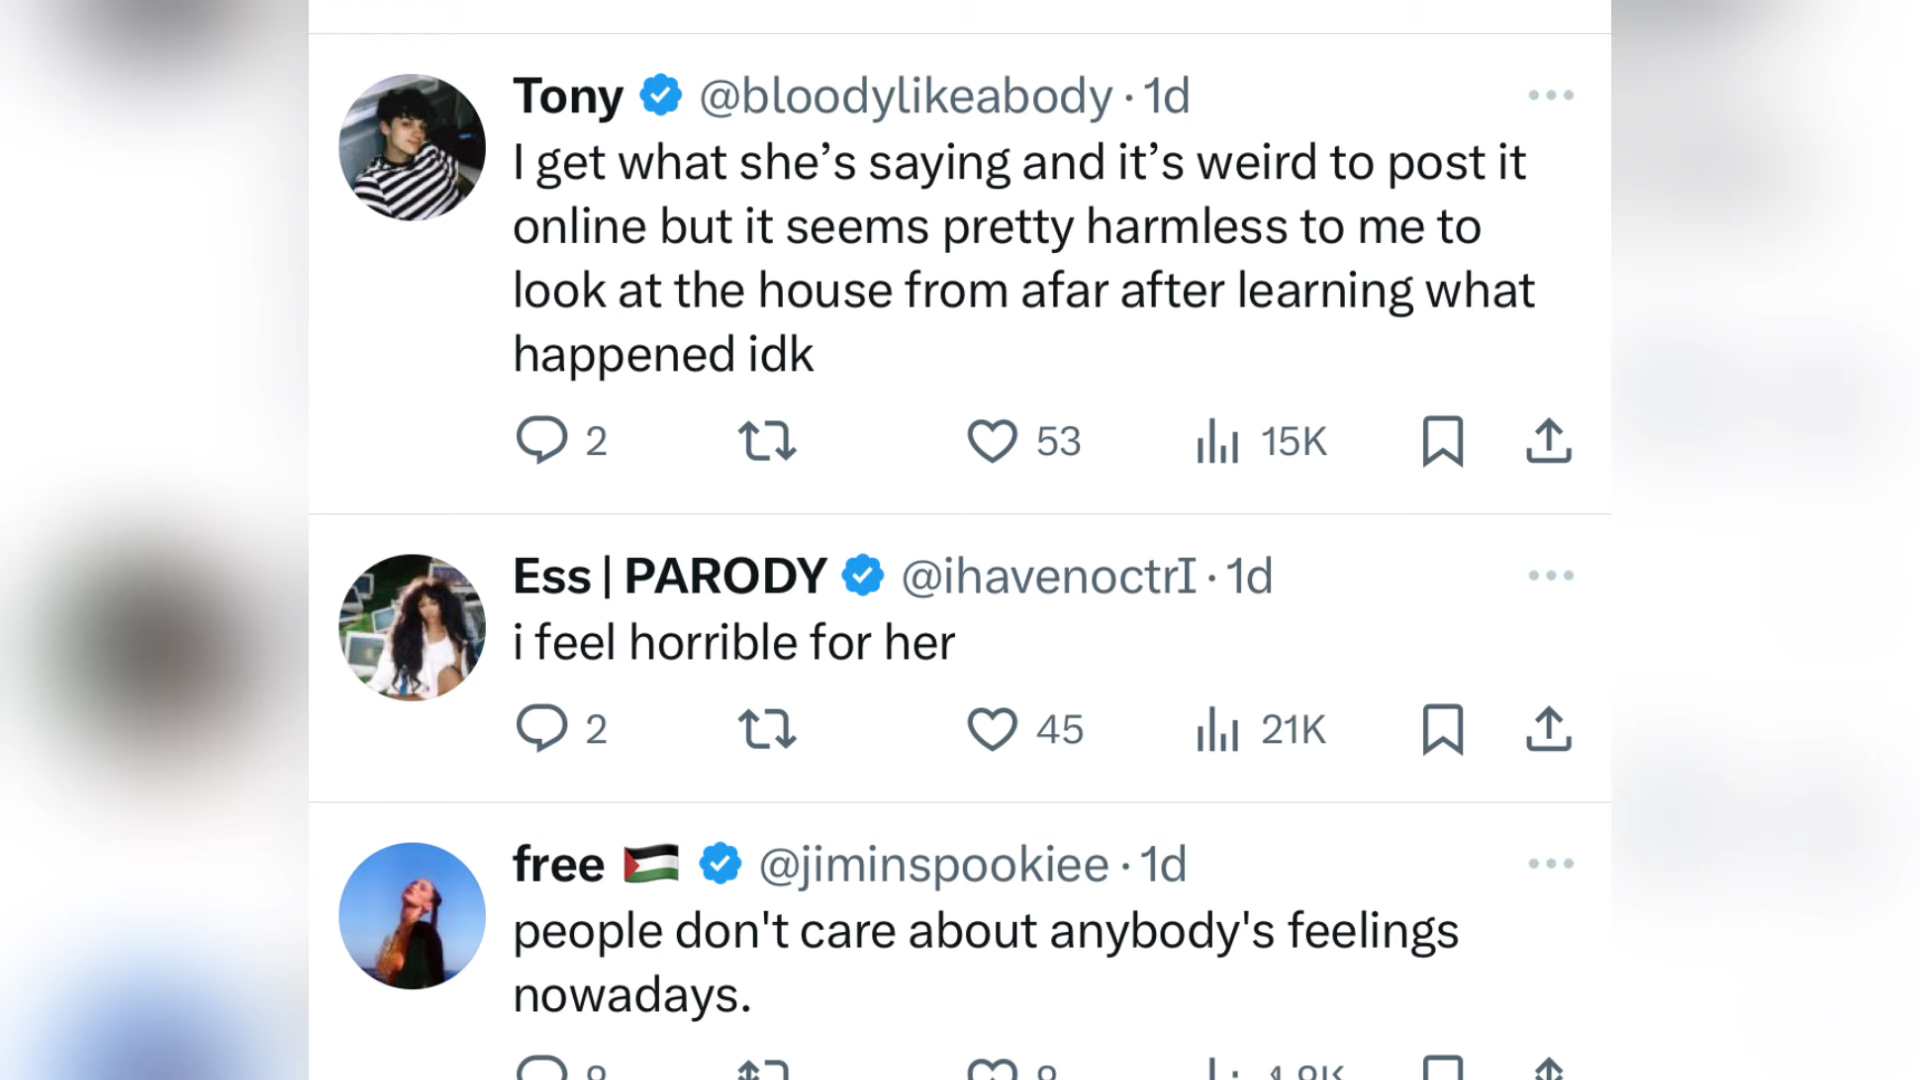 Tony @bloodylikeabody · 1d
I get what she’s saying and it’s weird to post it
online but it seems pretty harmless to me to
look at the house from afar after learning what
happened idk
2 53 15K
Ess | PARODY @ihavenoctrI · 1d
i feel horrible for her
2 45 21K
free 🇵🇸 @jiminspookiee · 1d
people don't care about anybody's feelings
nowadays.